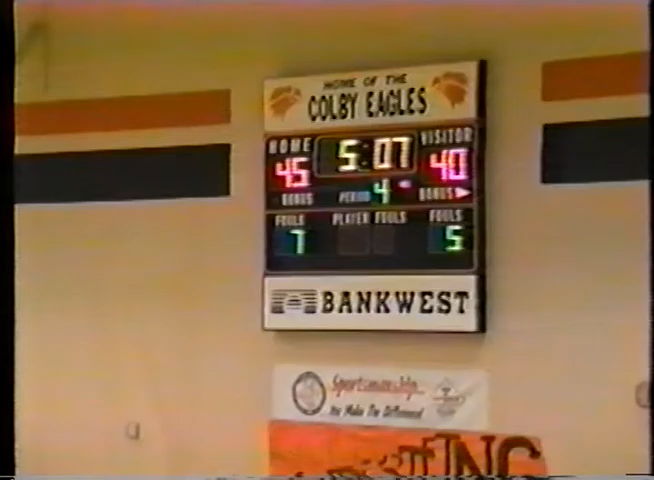 HOME OF THE
COLBY EAGLES
HOME 5:07 VISITOR
45 40
BONUS PERIOD 4 BONUS
FOULS PLAYER FOULS FOULS
7 5
BANKWEST
Sportsmanship
You Make The Difference!